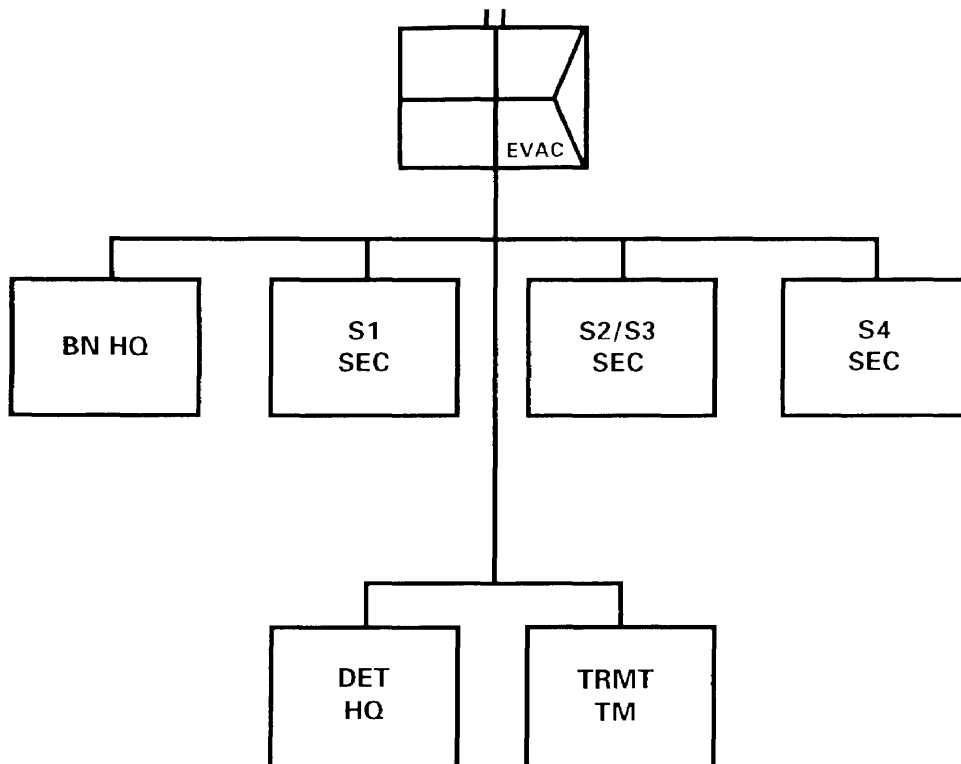 EVAC
BN HQ
S1
SEC
S2/S3
SEC
S4
SEC
DET
HQ
TRMT
TM